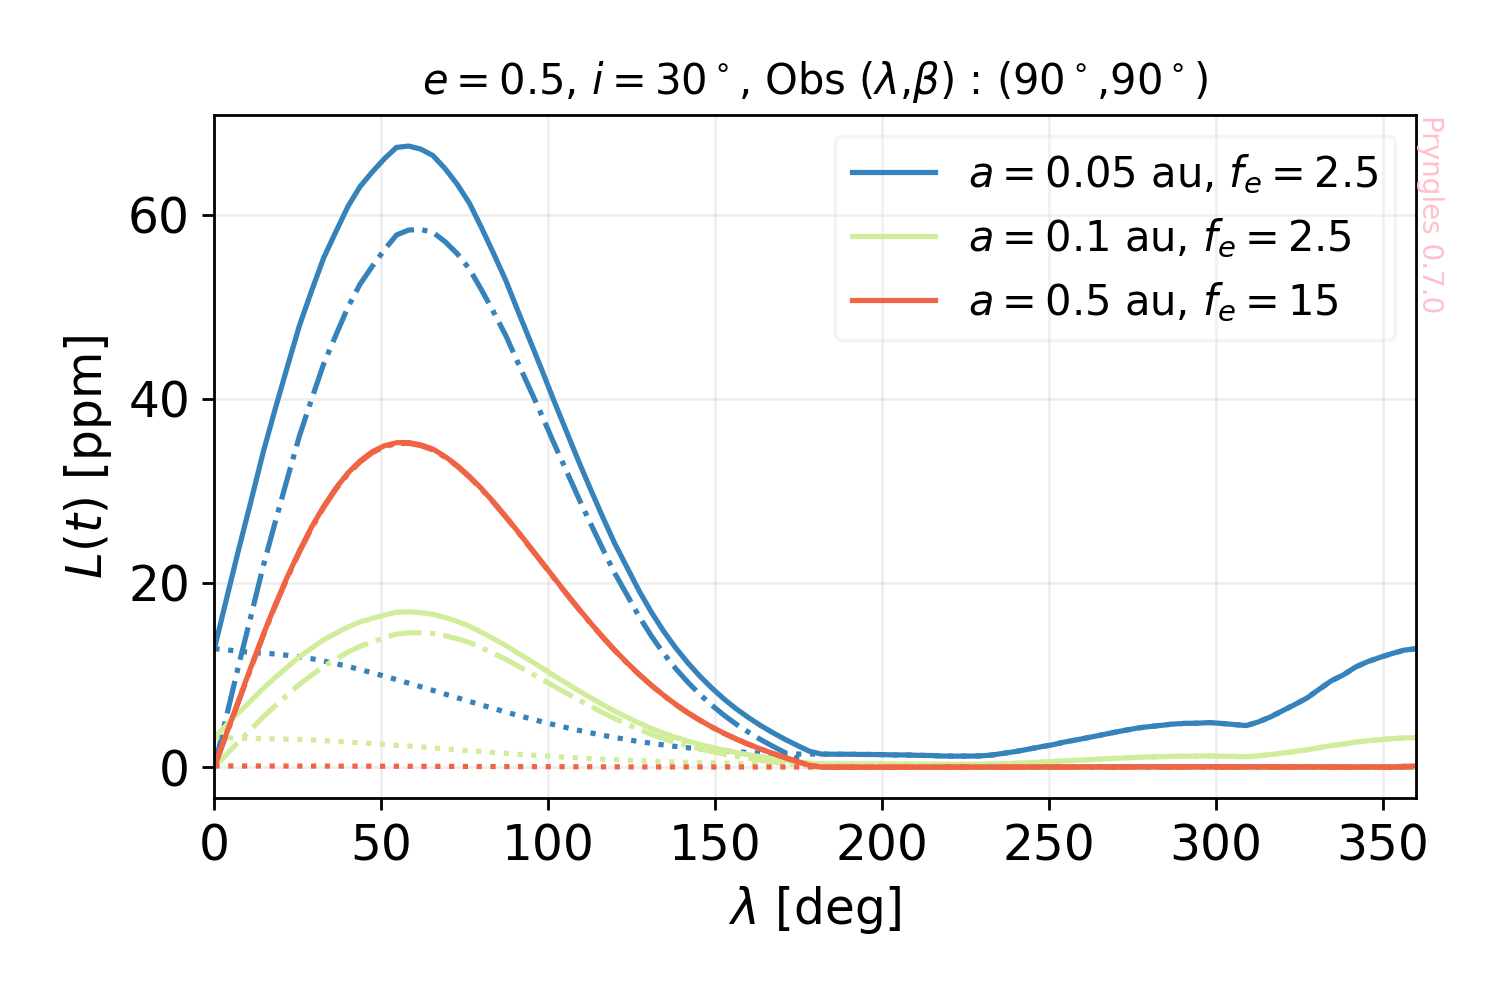 e = 0.5, i = 30°, Obs (λ,β) : (90°,90°)
Pryngles 0.7.0
a = 0.05 au, fₑ = 2.5
a = 0.1 au, fₑ = 2.5
a = 0.5 au, fₑ = 15
L(t) [ppm]
60
40
20
0
0 50 100 150 200 250 300 350
λ [deg]